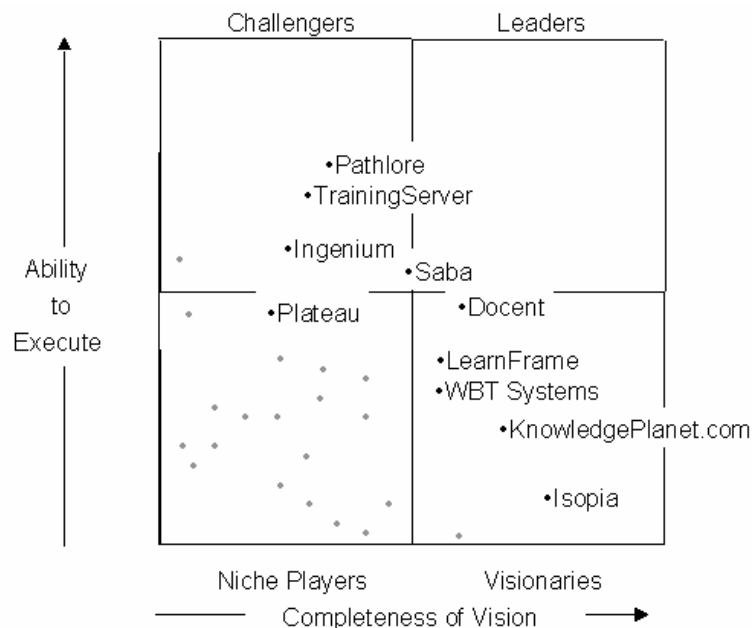 Challengers
Leaders
Pathlore
TrainingServer
Ingenium
Saba
Ability
to
Execute
Plateau
Docent
LearnFrame
WBT Systems
KnowledgePlanet.com
Isopia
Niche Players
Visionaries
Completeness of Vision